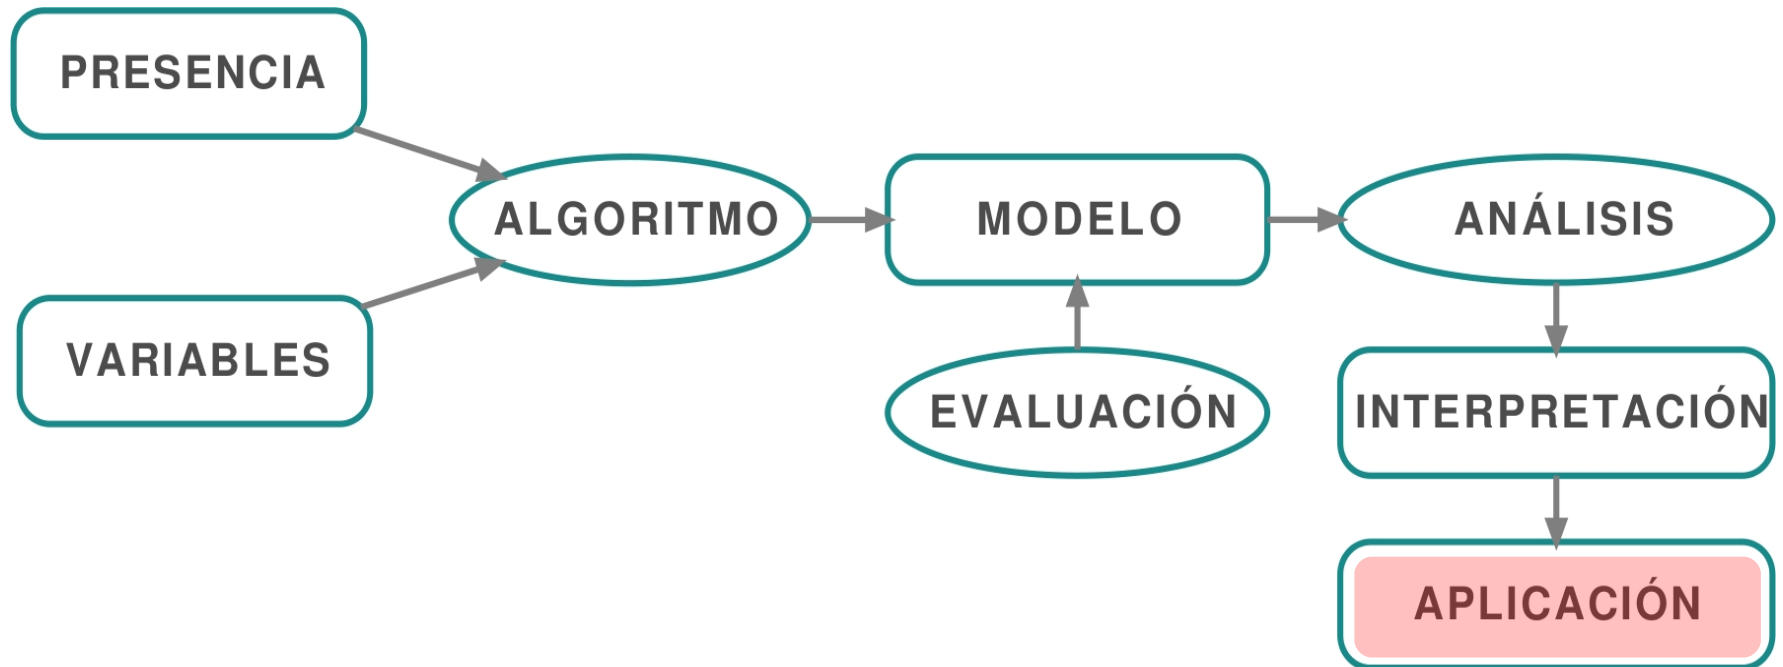 PRESENCIA
VARIABLES
ALGORITMO
MODELO
EVALUACIÓN
ANÁLISIS
INTERPRETACIÓN
APLICACIÓN